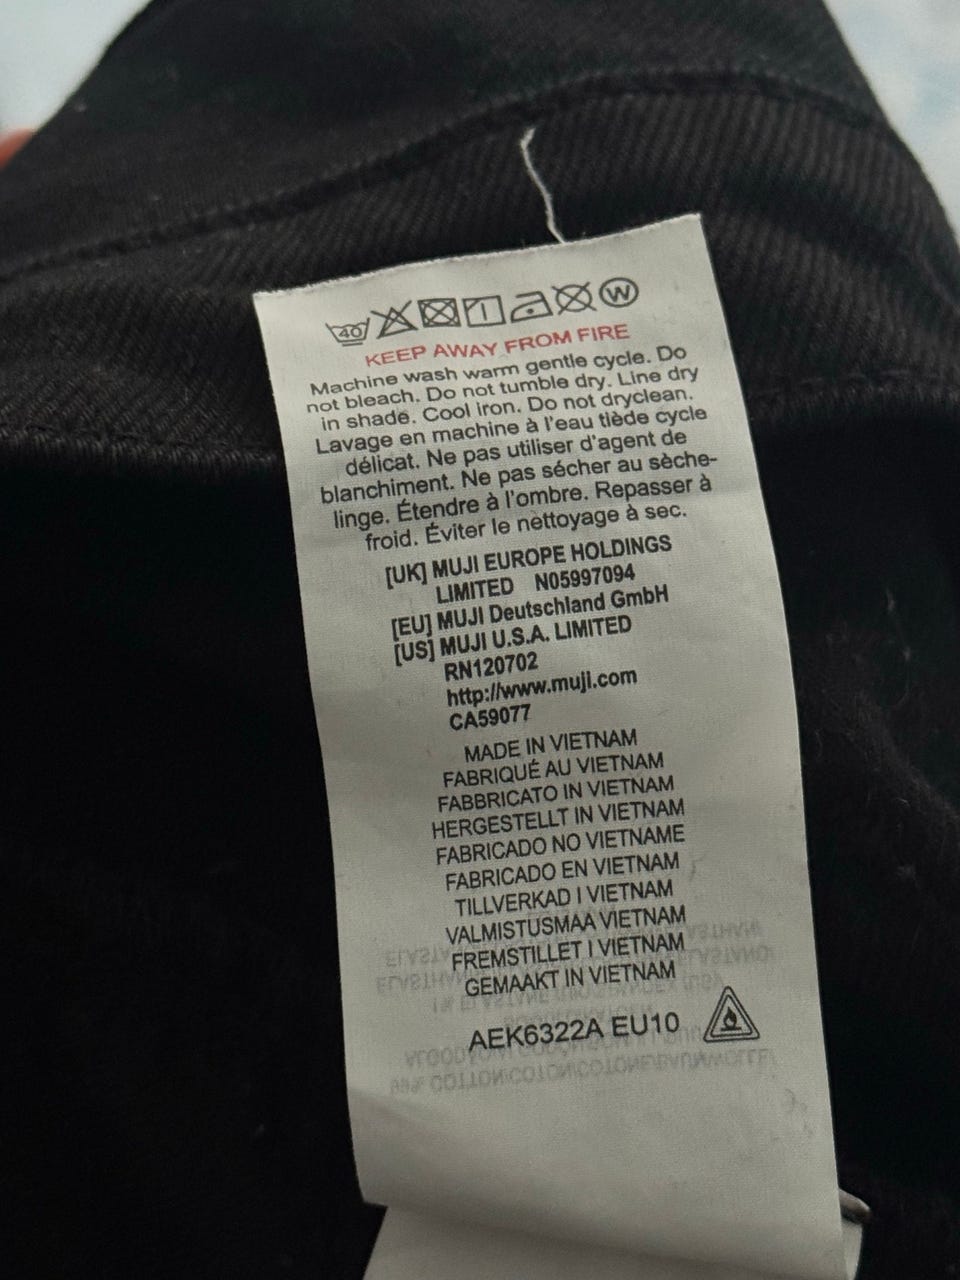 40
W
KEEP AWAY FROM FIRE
Machine wash warm gentle cycle. Do
not bleach. Do not tumble dry. Line dry
in shade. Cool iron. Do not dryclean.
Lavage en machine à l'eau tiède cycle
délicat. Ne pas utiliser d'agent de
blanchiment. Ne pas sécher au sèche-
linge. Étendre à l'ombre. Repasser à
froid. Éviter le nettoyage à sec.
[UK] MUJI EUROPE HOLDINGS
LIMITED N05997094
[EU] MUJI Deutschland GmbH
[US] MUJI U.S.A. LIMITED
RN120702
http://www.muji.com
CA59077
MADE IN VIETNAM
FABRIQUÉ AU VIETNAM
FABBRICATO IN VIETNAM
HERGESTELLT IN VIETNAM
FABRICADO NO VIETNAME
FABRICADO EN VIETNAM
TILLVERKAD I VIETNAM
VALMISTUSMAA VIETNAM
FREMSTILLET I VIETNAM
GEMAAKT IN VIETNAM
AEK6322A EU10